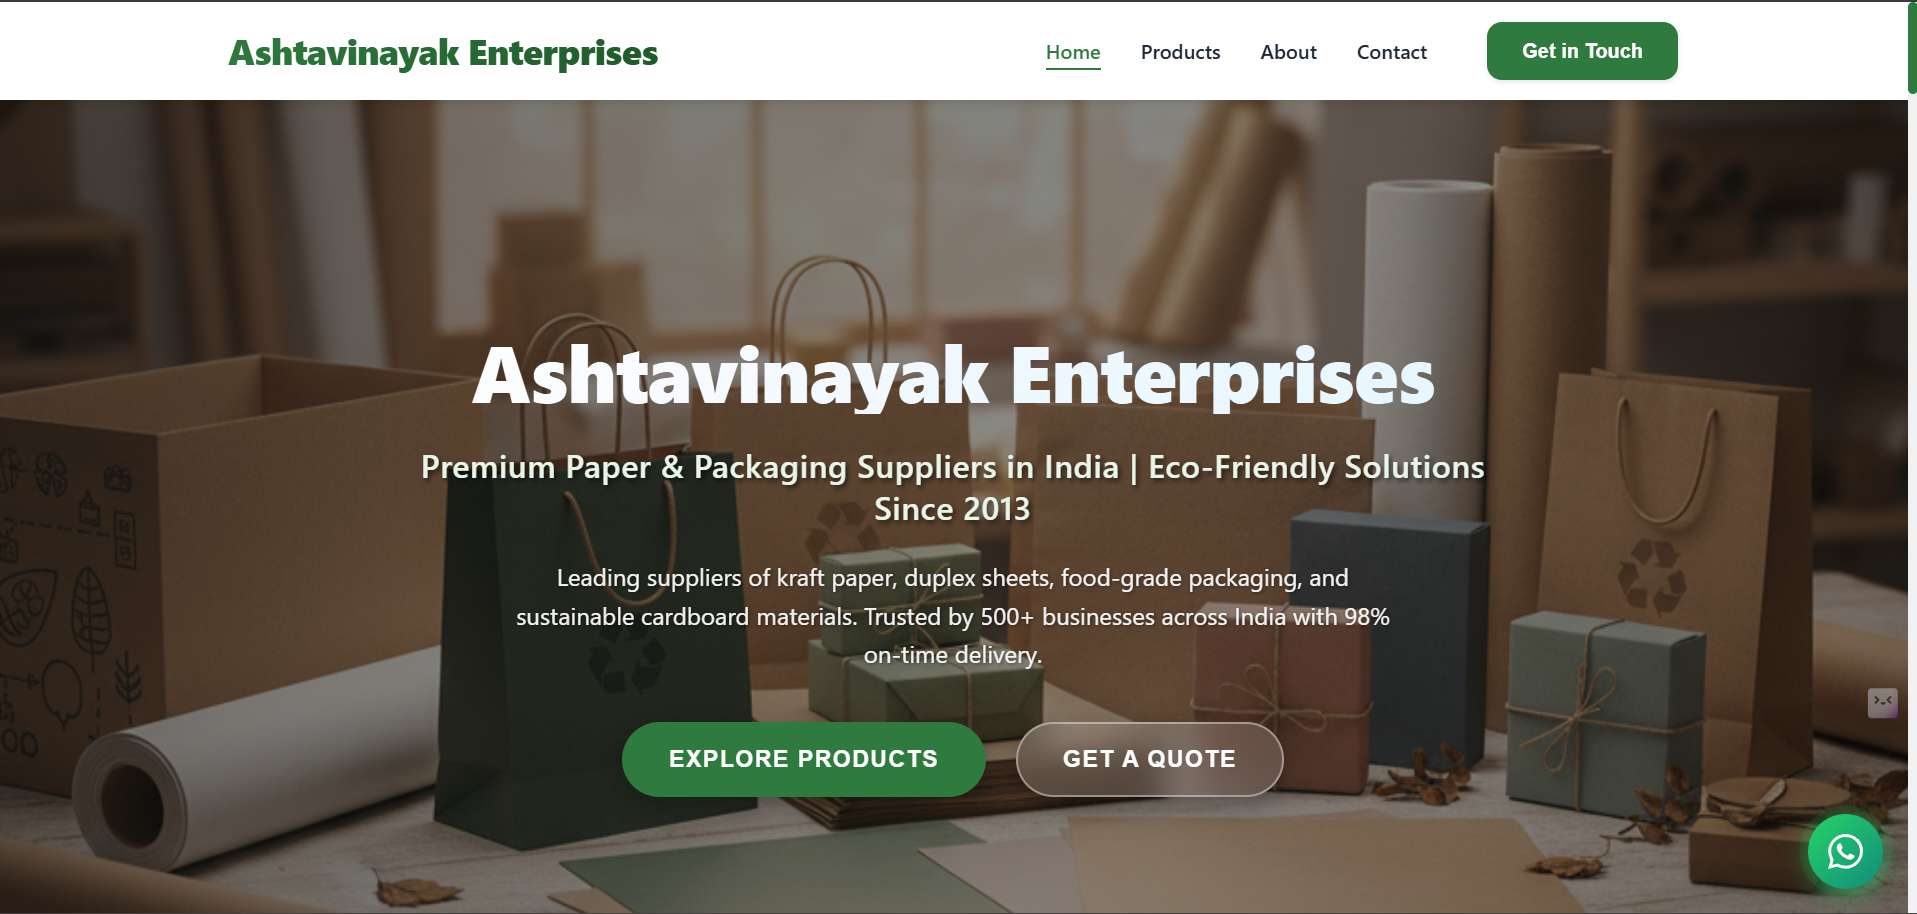 Ashtavinayak Enterprises
Home
Products
About
Contact
Get in Touch
Ashtavinayak Enterprises
Premium Paper & Packaging Suppliers in India | Eco-Friendly Solutions
Since 2013
Leading suppliers of kraft paper, duplex sheets, food-grade packaging, and
sustainable cardboard materials. Trusted by 500+ businesses across India with 98%
on-time delivery.
EXPLORE PRODUCTS
GET A QUOTE